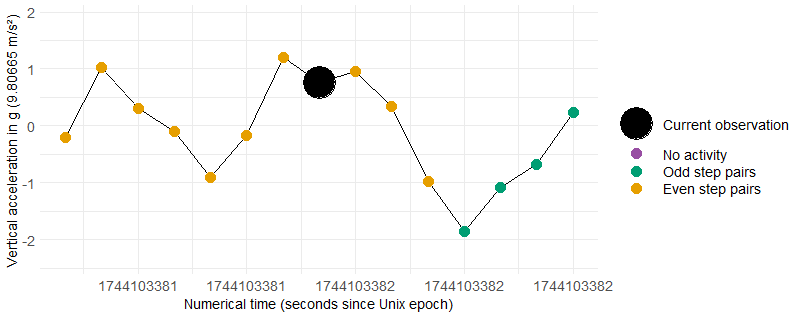 Vertical acceleration in g (9.80665 m/s²)
2
1
0
-1
-2
1744103381
1744103381
1744103382
1744103382
1744103382
Numerical time (seconds since Unix epoch)
Current observation
No activity
Odd step pairs
Even step pairs